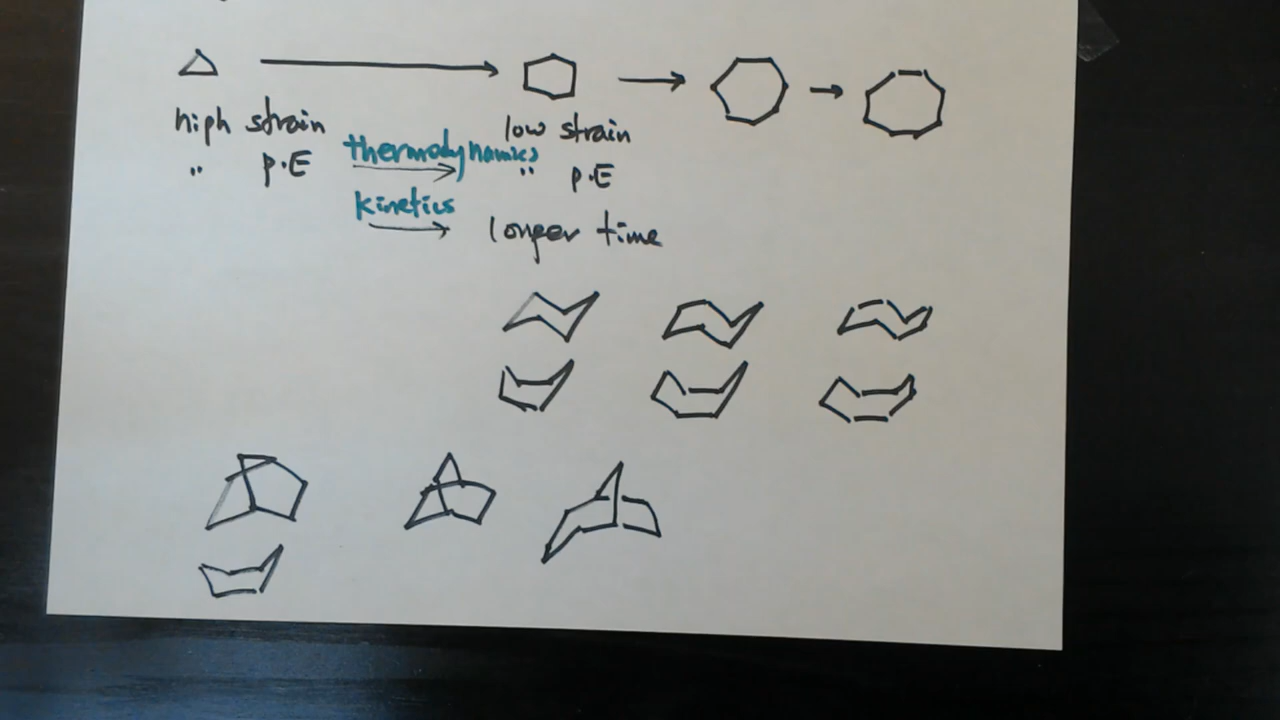 high strain low strain
" p.E thermodynamics " p.E
kinetics longer time